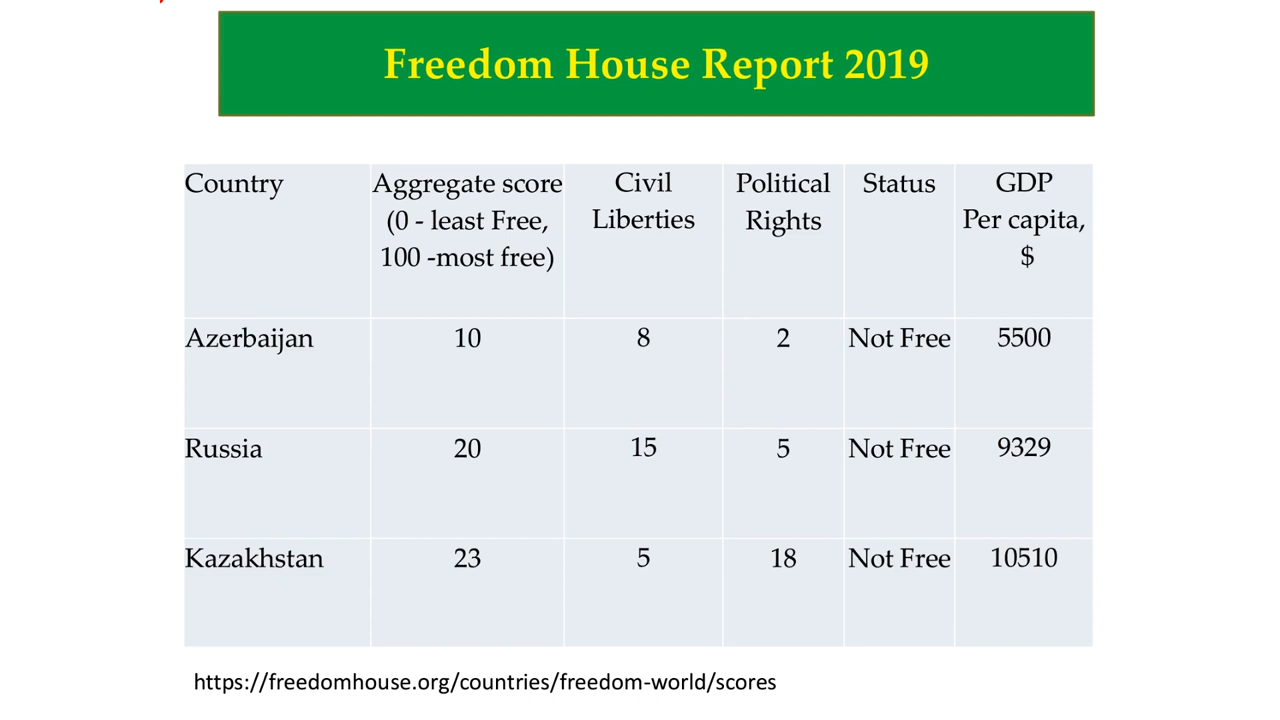 Freedom House Report 2019
Country
Aggregate score
(0 - least Free,
100 -most free)
Civil
Liberties
Political
Rights
Status
GDP
Per capita,
$
Azerbaijan 10 8 2 Not Free 5500
Russia 20 15 5 Not Free 9329
Kazakhstan 23 5 18 Not Free 10510
https://freedomhouse.org/countries/freedom-world/scores